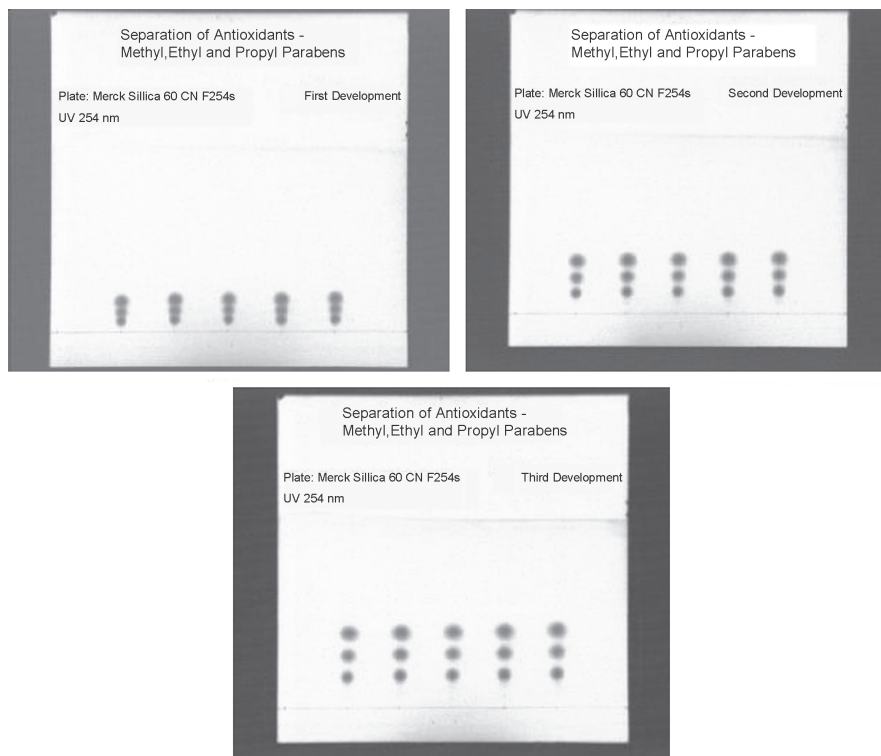 Separation of Antioxidants -
Methyl,Ethyl and Propyl Parabens
Plate: Merck Sillica 60 CN F254s First Development
UV 254 nm
Separation of Antioxidants -
Methyl,Ethyl and Propyl Parabens
Plate: Merck Sillica 60 CN F254s Second Development
UV 254 nm
Separation of Antioxidants -
Methyl,Ethyl and Propyl Parabens
Plate: Merck Sillica 60 CN F254s Third Development
UV 254 nm